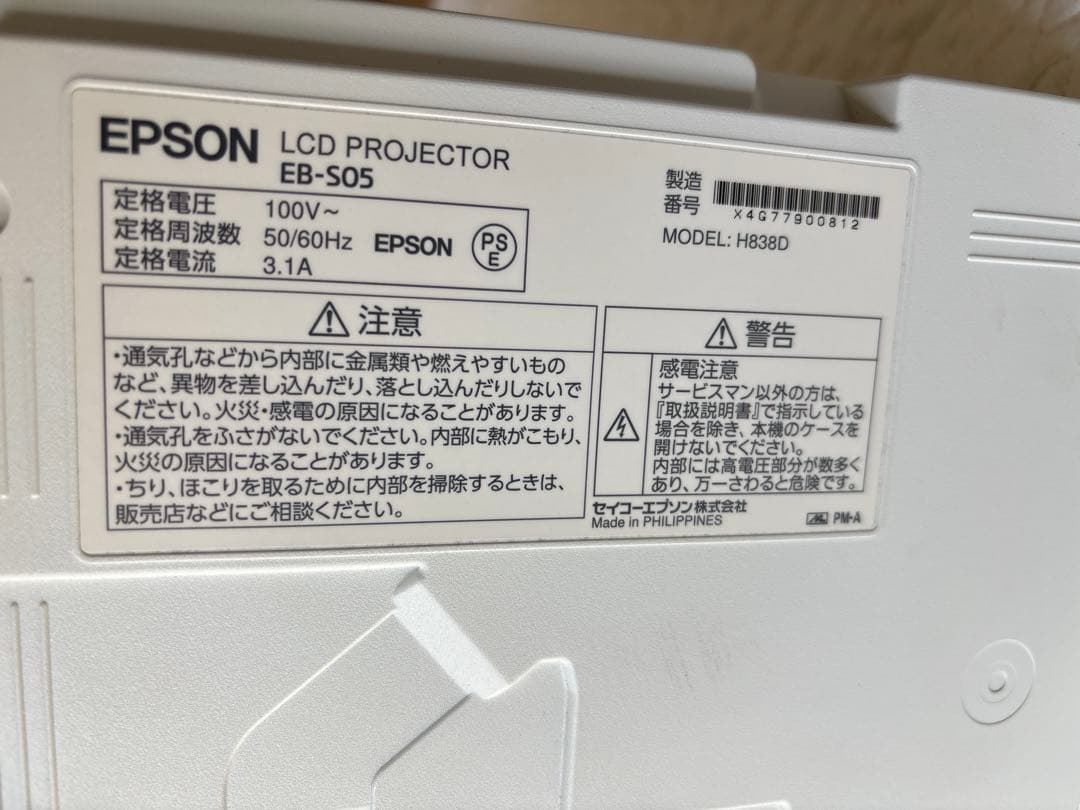 EPSON LCD PROJECTOR
EB-S05
定格電圧 100V～
定格周波数 50/60Hz
定格電流 3.1A
EPSON
PS
E
製造
番号
X4G77900812
MODEL: H838D
注意
・通気孔などから内部に金属類や燃えやすいもの
など、異物を差し込んだり、落とし込んだりしないで
ください。火災・感電の原因になることがあります。
・通気孔をふさがないでください。内部に熱がこもり、
火災の原因になることがあります。
・ちり、ほこりを取るために内部を掃除するときは、
販売店などにご相談ください。
警告
感電注意
サービスマン以外の方は、
『取扱説明書』で指示している
場合を除き、本機のケースを
開けないでください。
内部には高電圧部分が数多く
あり、万一さわると危険です。
セイコーエプソン株式会社
Made in PHILIPPINES
PM-A